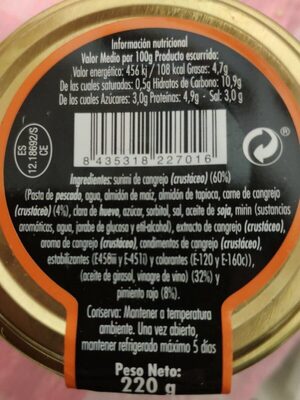 Información nutricional
Valor Medio por 100g Producto escurrido:
Valor energético: 456 kj / 108 kcal Grasas: 4,7g
De las cuales saturadas: 0,5g Hidratos de Carbono: 10,9g
De los cuales Azúcares: 3,0g Proteínas: 4,9g - Sal: 3,0 g
ES
12.18692/S
CE
8 435318 227016
Ingredientes: surimi de cangrejo (crustáceo) (60%)
(Pasta de pescado, agua, almidón de maíz, almidón de tapioca, carne de cangrejo
(crustáceo) (4%), clara de huevo, azúcar, sorbitol, sal, aceite de soja, mirin (sustancias
aromáticas, agua, jarabe de glucosa y etil-alcohol), extracto de cangrejo (crustáceo),
aroma de cangrejo (crustáceo), condimentos de cangrejo (crustáceo),
estabilizantes (E458iii y E-451i) y colorantes (E-120 y E-160c)),
(aceite de girasol, vinagre de vino) (32%) y
pimiento rojo (8%).
Conserva: Mantener a temperatura
ambiente. Una vez abierto,
mantener refrigerado máximo 5 días
Peso Neto:
220 g